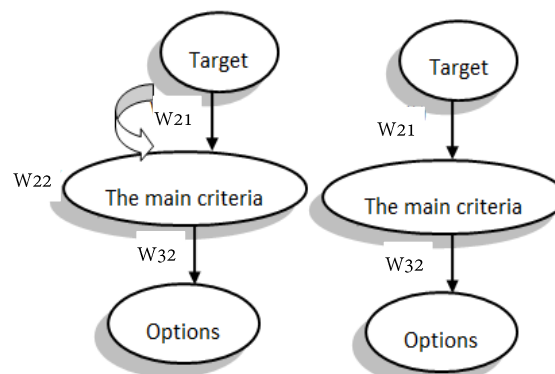 Target
W21
W22
The main criteria
W32
Options
Target
W21
The main criteria
W32
Options